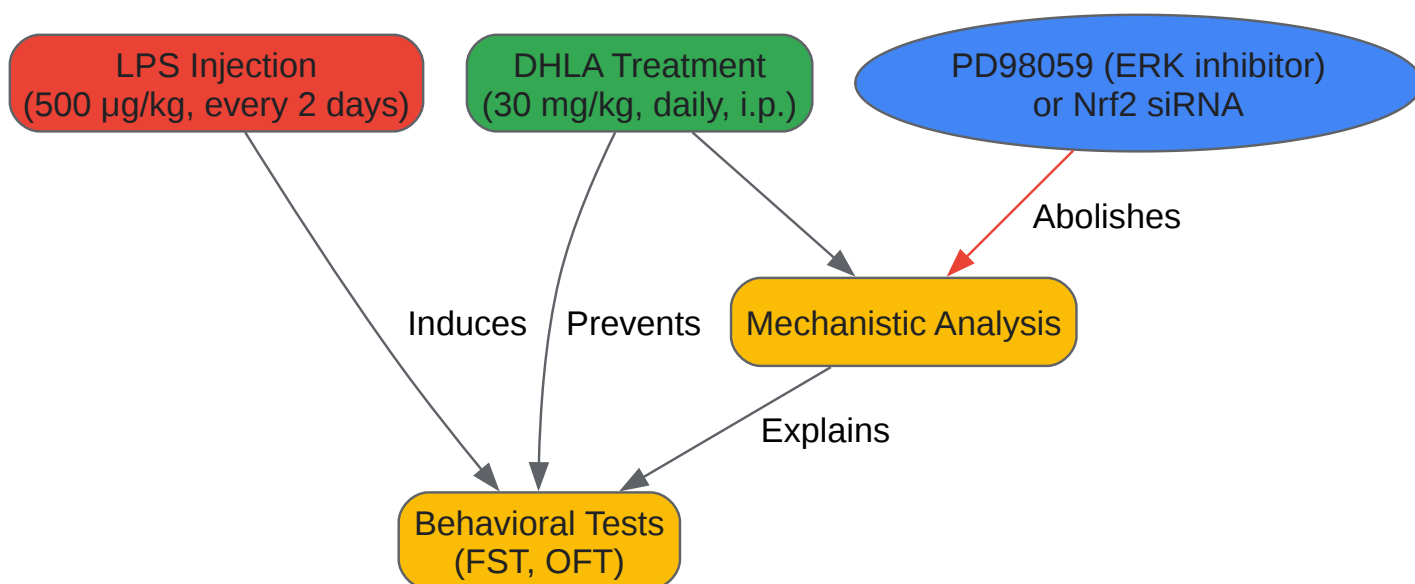 LPS Injection
(500 μg/kg, every 2 days)
DHLA Treatment
(30 mg/kg, daily, i.p.)
PD98059 (ERK inhibitor)
or Nrf2 siRNA
Abolishes
Induces
Prevents
Mechanistic Analysis
Explains
Behavioral Tests
(FST, OFT)